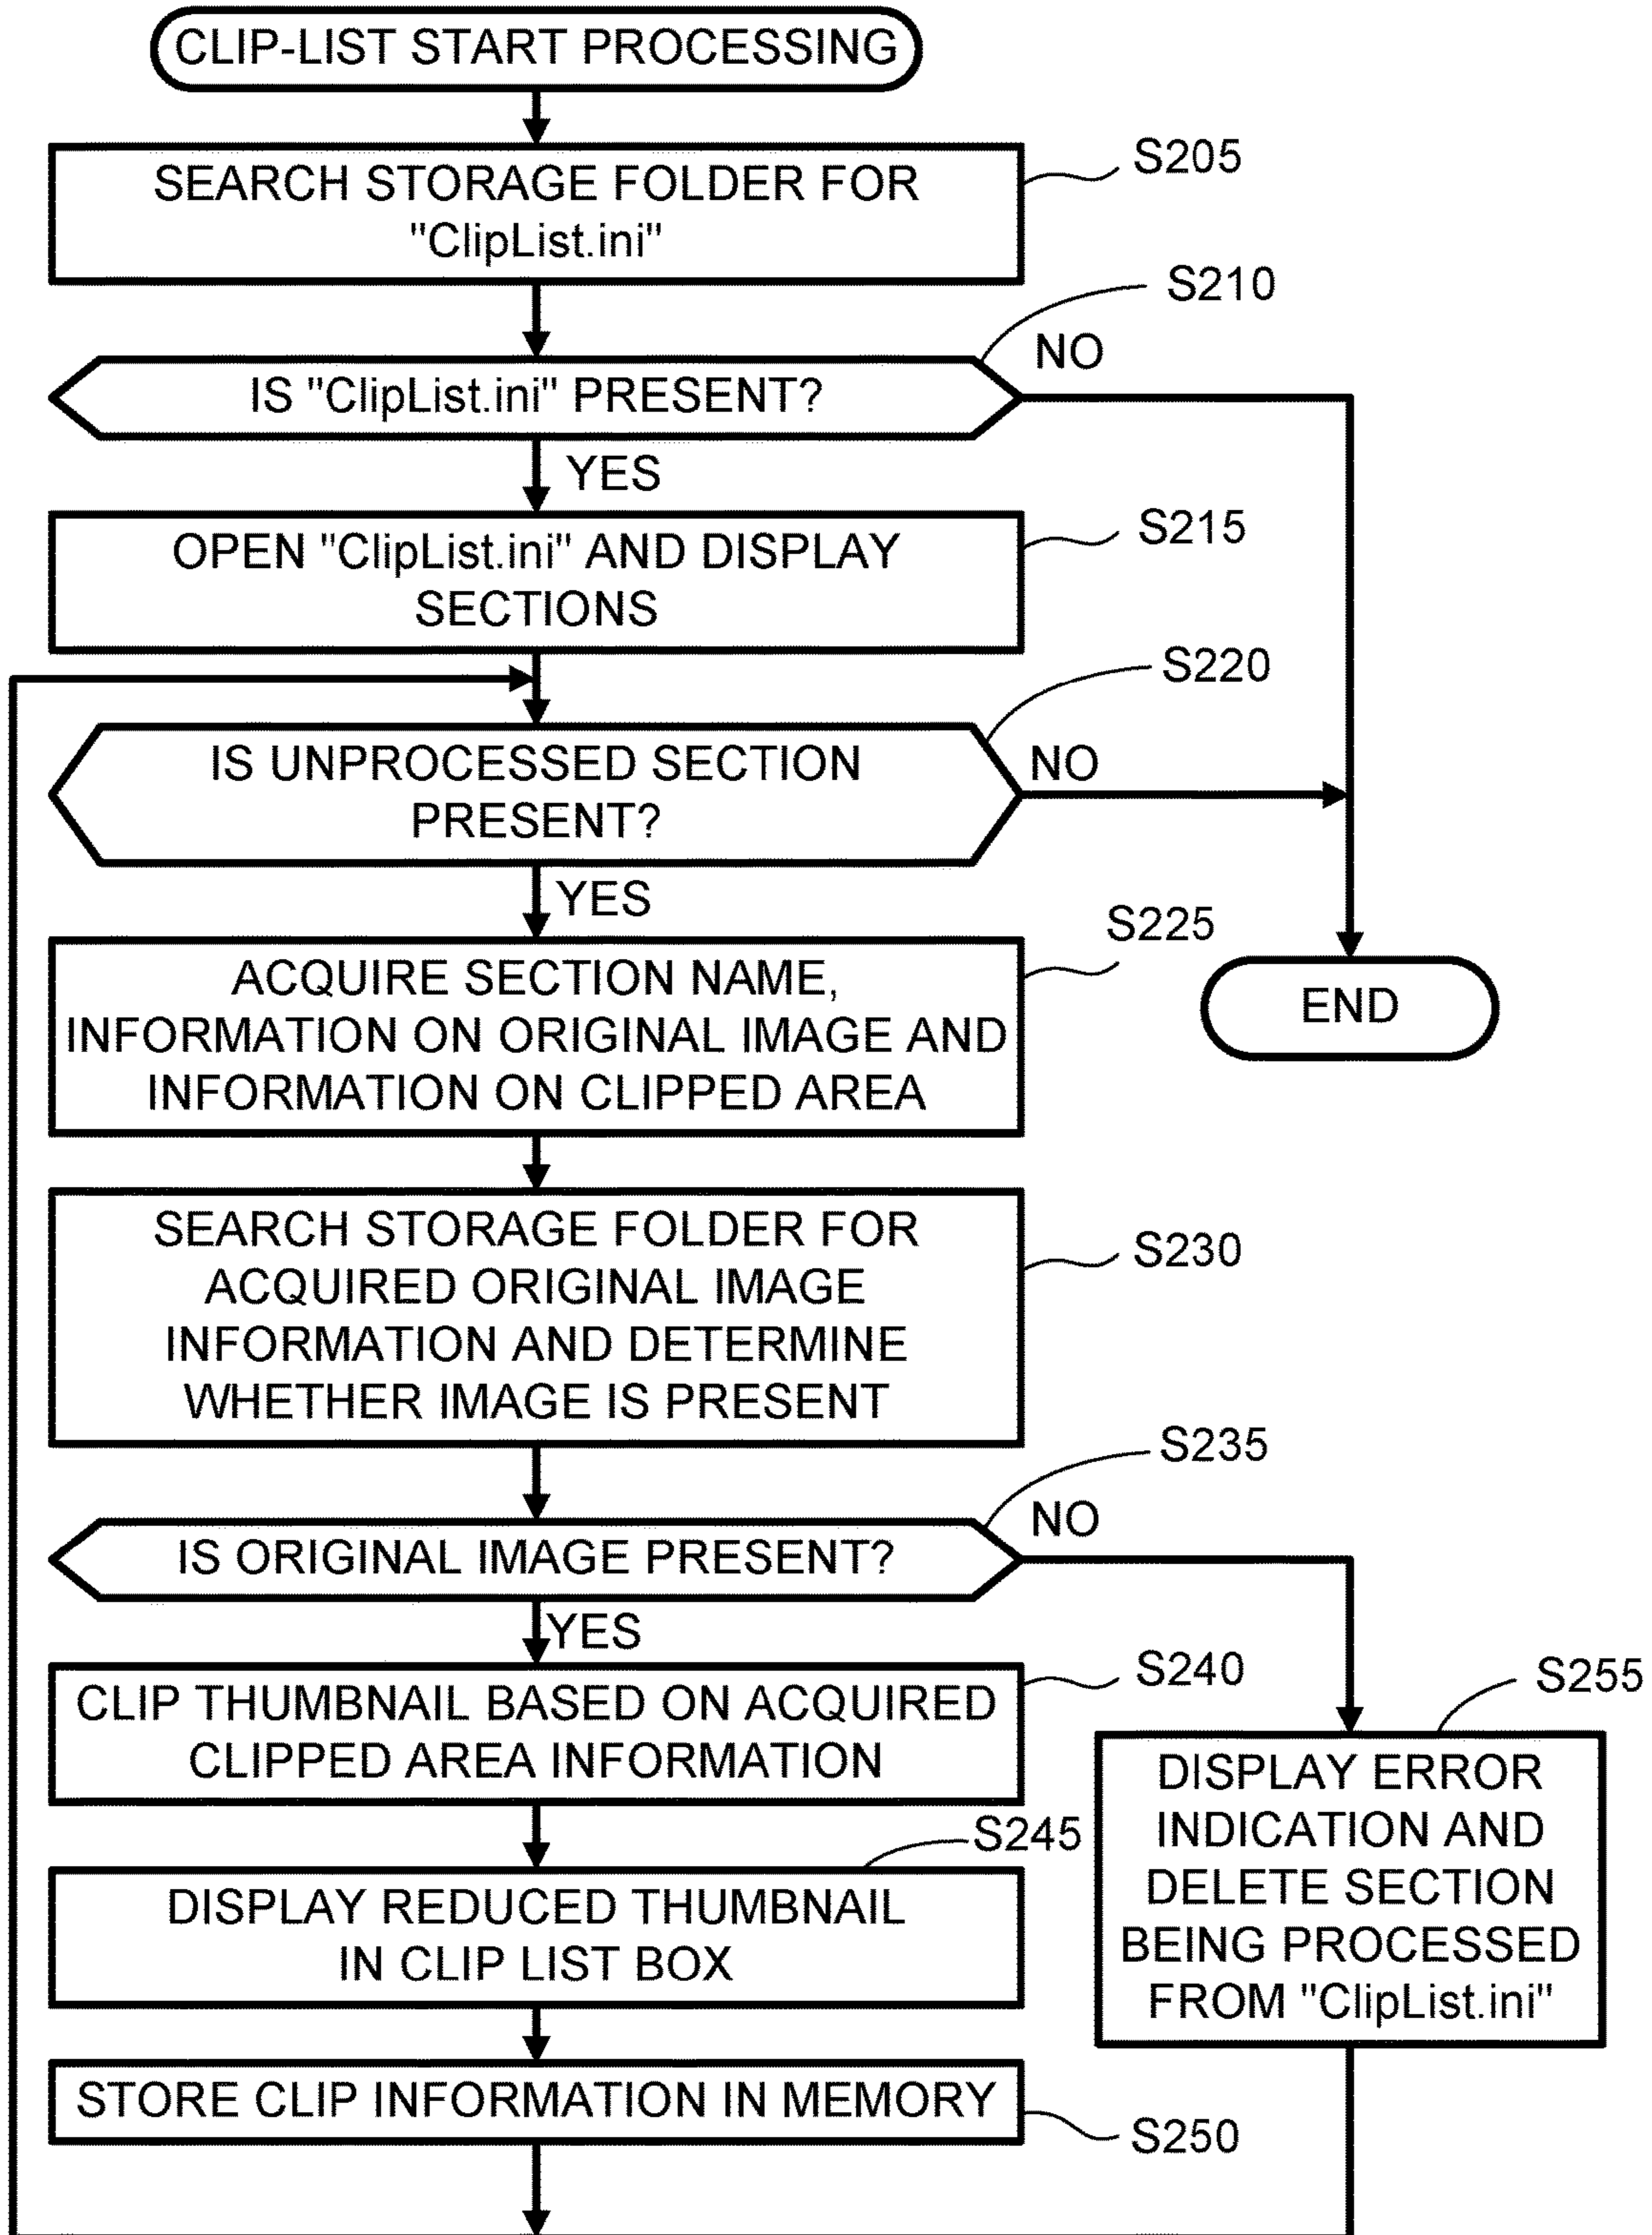 CLIP-LIST START PROCESSING
S205
SEARCH STORAGE FOLDER FOR
"ClipList.ini"
S210
NO
IS "ClipList.ini" PRESENT?
YES
S215
OPEN "ClipList.ini" AND DISPLAY
SECTIONS
S220
IS UNPROCESSED SECTION
PRESENT?
NO
YES
S225
ACQUIRE SECTION NAME,
INFORMATION ON ORIGINAL IMAGE AND
INFORMATION ON CLIPPED AREA
END
SEARCH STORAGE FOLDER FOR
ACQUIRED ORIGINAL IMAGE
INFORMATION AND DETERMINE
WHETHER IMAGE IS PRESENT
S230
S235
NO
IS ORIGINAL IMAGE PRESENT?
YES
S240
CLIP THUMBNAIL BASED ON ACQUIRED
CLIPPED AREA INFORMATION
S255
DISPLAY ERROR
INDICATION AND
DELETE SECTION
BEING PROCESSED
FROM "ClipList.ini"
S245
DISPLAY REDUCED THUMBNAIL
IN CLIP LIST BOX
STORE CLIP INFORMATION IN MEMORY
S250